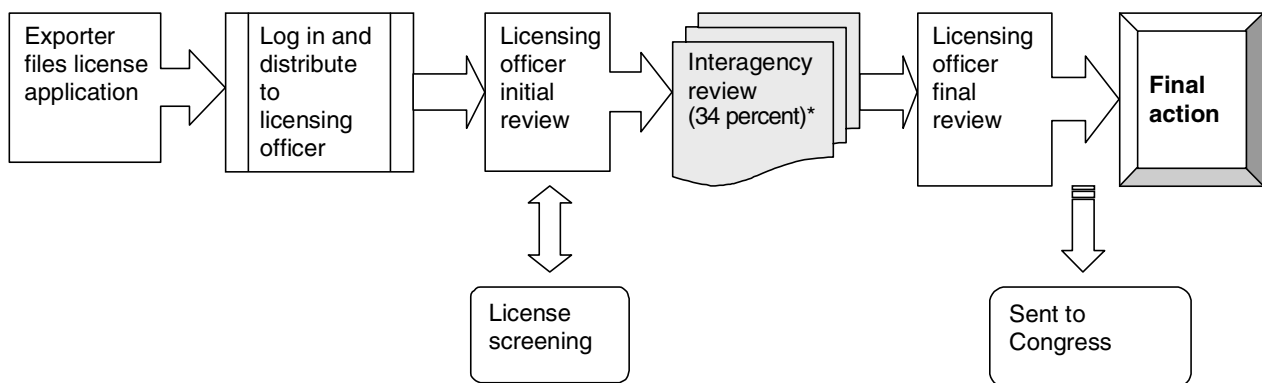 Exporter
files license
application
Log in and
distribute
to
licensing
officer
Licensing
officer
initial
review
Interagency
review
(34 percent)*
Licensing
officer
final
review
Final
action
License
screening
Sent to
Congress